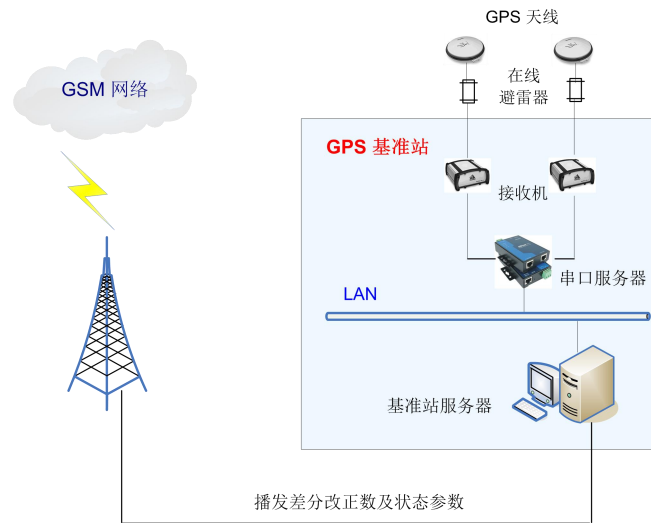 GPS 天线
GSM 网络
在线
避雷器
GPS 基准站
接收机
串口服务器
LAN
基准站服务器
播发差分改正数及状态参数